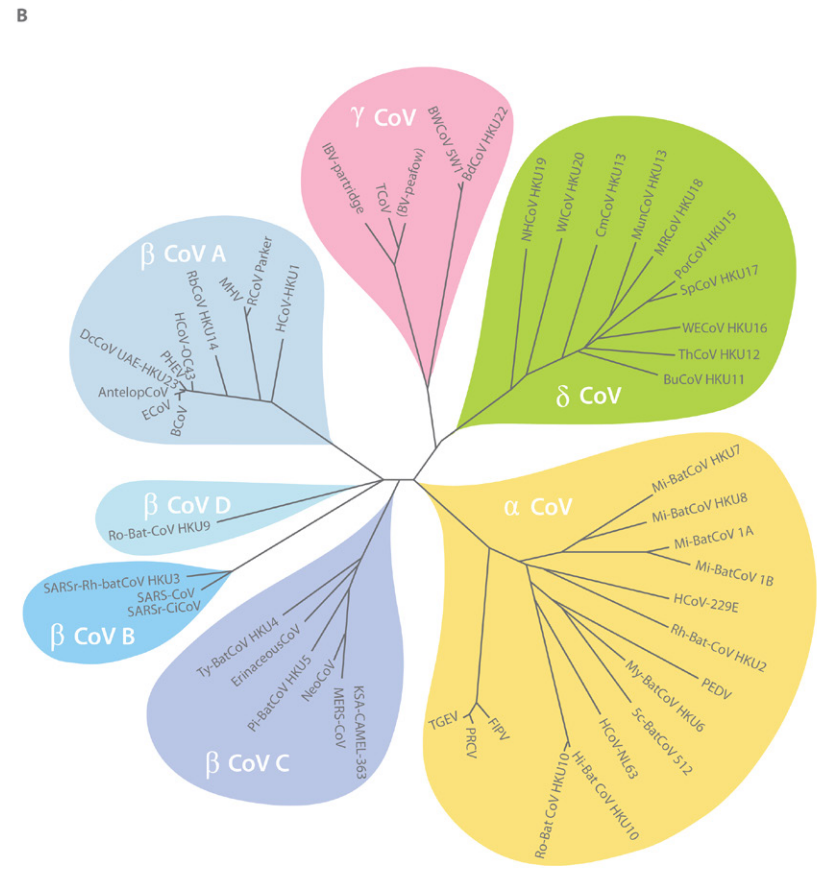 B
γ CoV
IBV-partridge
TCoV
(BV-peafow)
BWCoV 5W1
BdCoV HKU22
NHCoV HKU19
WiCoV HKU20
CmCoV HKU13
MunCoV HKU13
MRCoV HKU18
PorCoV HKU15
SpCoV HKU17
WECoV HKU16
ThCoV HKU12
BuCoV HKU11
δ CoV
β CoV A
DcCoV UAE-HKU23
PHEV
HCoV-OC43
RbCoV HKU14
MHV
RCoV Parker
HCoV-HKU1
AntelopCoV
ECoV
BCoV
β CoV D
Ro-Bat-CoV HKU9
SARSr-Rh-batCoV HKU3
SARS-CoV
SARSr-CiCoV
β CoV B
Ty-BatCoV HKU4
ErinaceousCoV
Pi-BatCoV HKU5
NeoCoV
MERS-CoV
KSA-CAMEL-363
β CoV C
α CoV
Mi-BatCoV HKU7
Mi-BatCoV HKU8
Mi-BatCoV 1A
Mi-BatCoV 1B
HCoV-229E
Rh-Bat-CoV HKU2
PEDV
My-BatCoV HKU6
5c-BatCoV 512
HCoV-NL63
Hi-Bat CoV HKU10
Ro-Bat CoV HKU10
TGEV
PRCV
FIPV